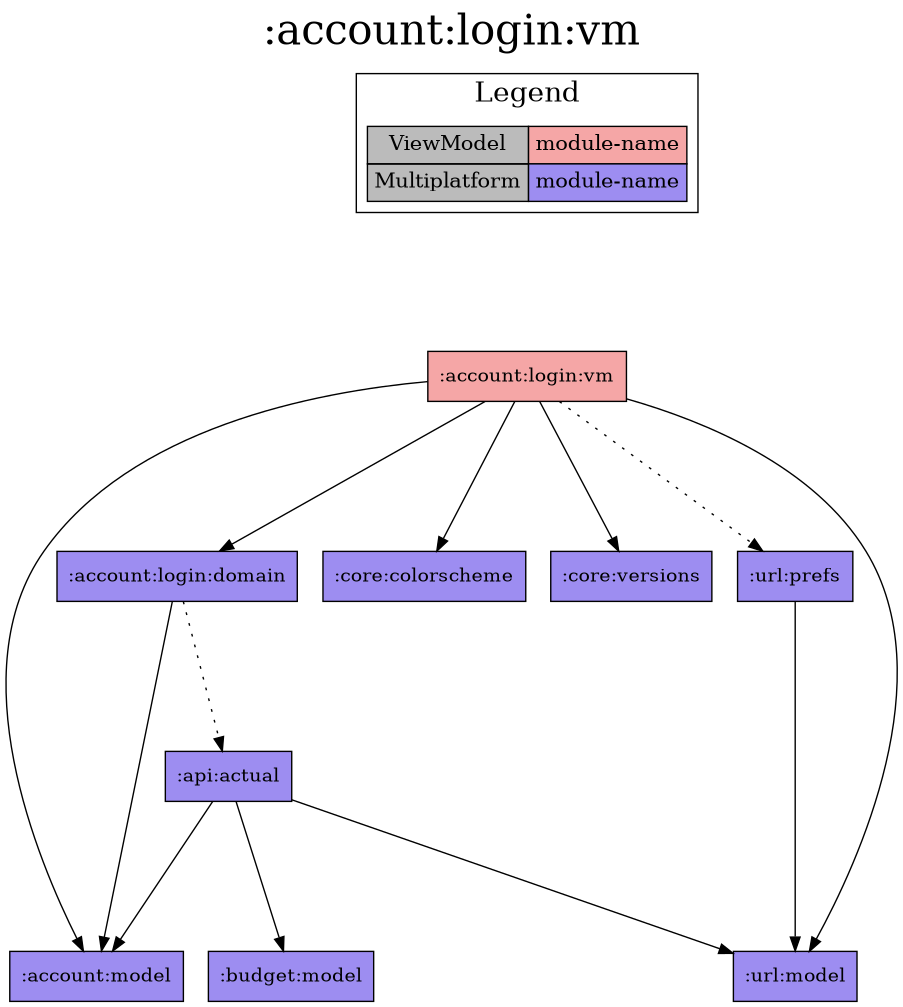 :account:login:vm
Legend
ViewModel module-name
Multiplatform module-name
:account:login:vm
:account:login:domain :core:colorscheme :core:versions :url:prefs
:api:actual
:account:model :budget:model :url:model